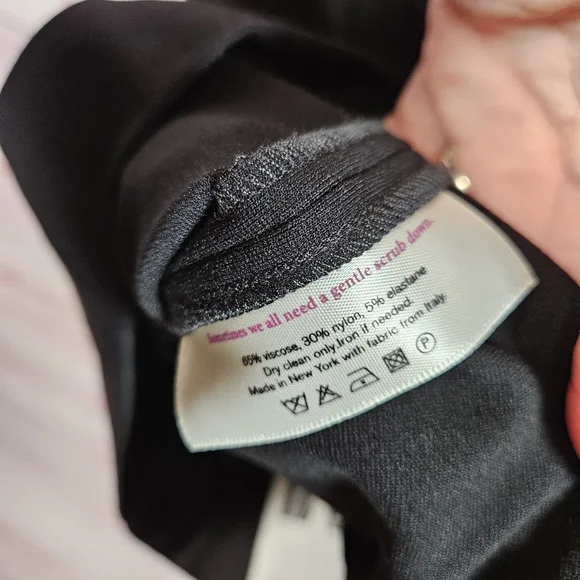 Sometimes we all need a gentle scrub down.
65% viscose, 30% nylon, 5% elastane
Dry clean only.Iron if needed.
Made in New York with fabric from Italy.
P